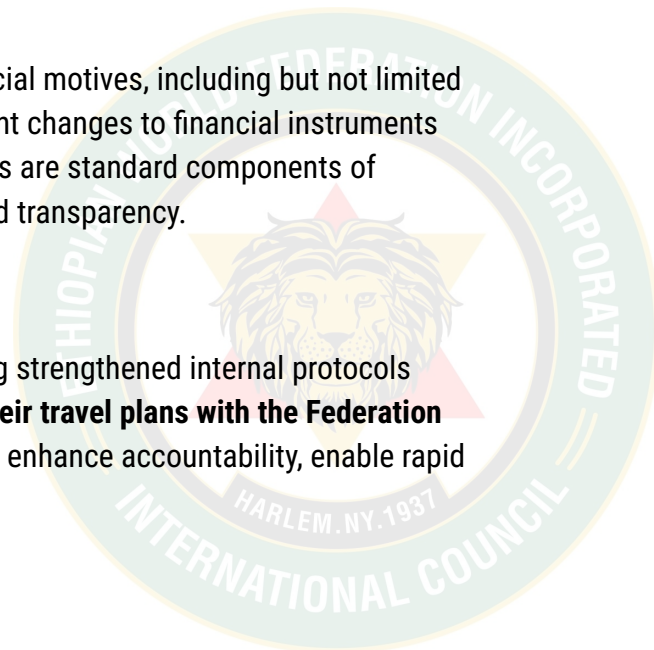 cial motives, including but not limited
nt changes to financial instruments
s are standard components of
d transparency.
g strengthened internal protocols
eir travel plans with the Federation
enhance accountability, enable rapid
ETHIOPIAN WORLD FEDERATION INCORPORATED
HARLEM.NY.1937
INTERNATIONAL COUNCIL